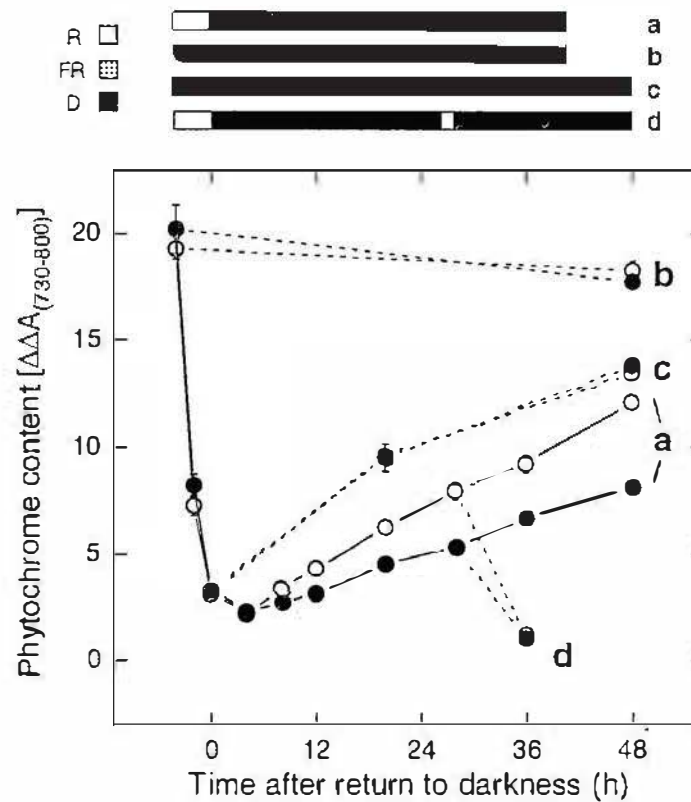 R
a
FR
b
D
c
d
Phytochrome content [ΔΔA(730-800)]
20
15
10
5
0
b
c
a
d
0 12 24 36 48
Time after return to darkness (h)